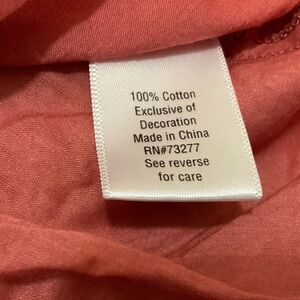 100% Cotton
Exclusive of
Decoration
Made in China
RN#73277
See reverse
for care